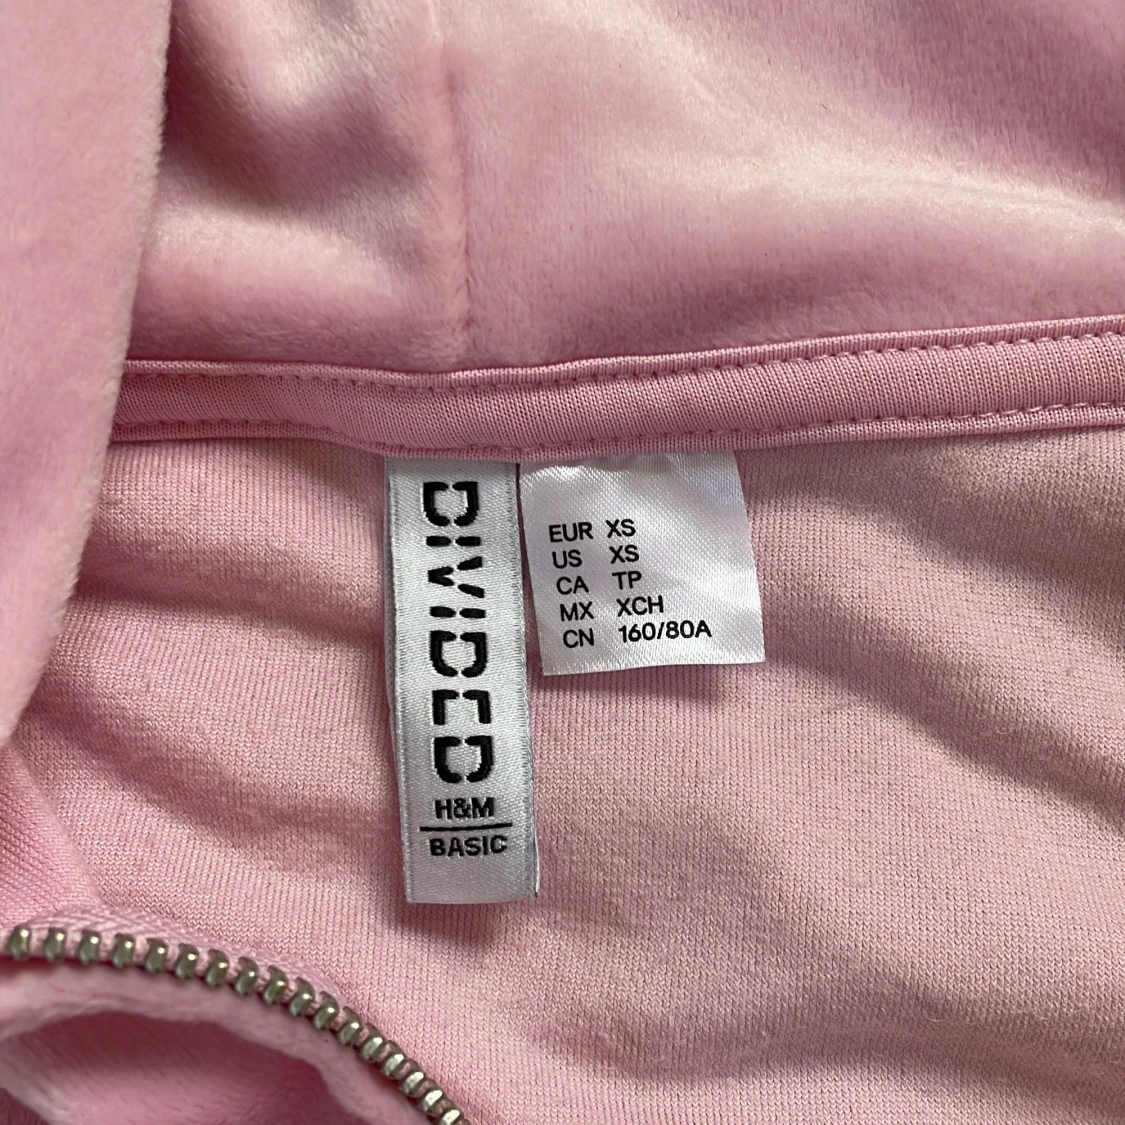 DIVIDED
H&M
BASIC
EUR XS
US XS
CA TP
MX XCH
CN 160/80A